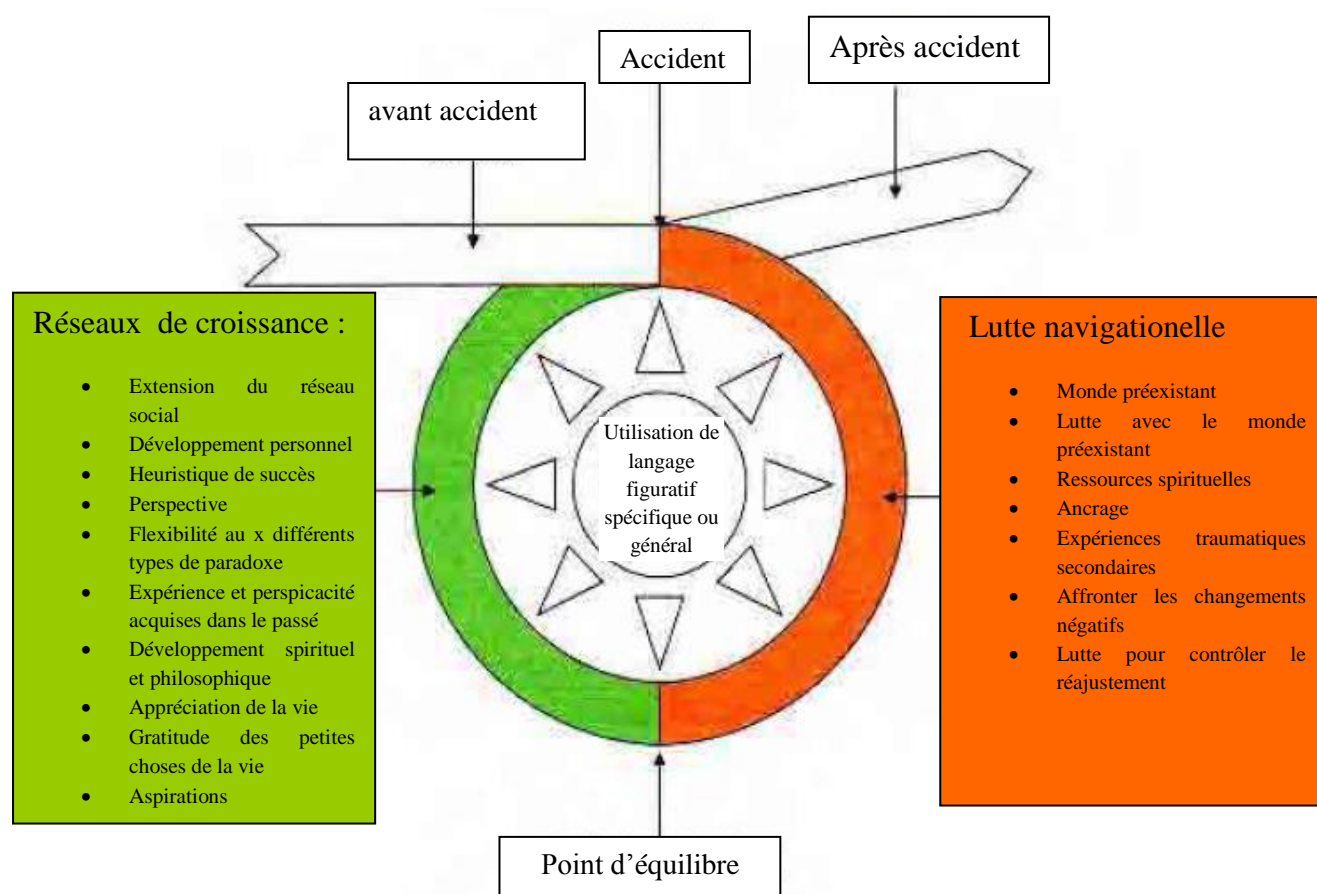 Accident
Après accident
avant accident
Réseaux de croissance :
• Extension du réseau
social
• Développement personnel
• Heuristique de succès
• Perspective
• Flexibilité au x différents
types de paradoxe
• Expérience et perspicacité
acquises dans le passé
• Développement spirituel
et philosophique
• Appréciation de la vie
• Gratitude des petites
choses de la vie
• Aspirations
Utilisation de
langage
figuratif
spécifique ou
général
Lutte navigationelle
• Monde préexistant
• Lutte avec le monde
préexistant
• Ressources spirituelles
• Ancrage
• Expériences traumatiques
secondaires
• Affronter les changements
négatifs
• Lutte pour contrôler le
réajustement
Point d’équilibre